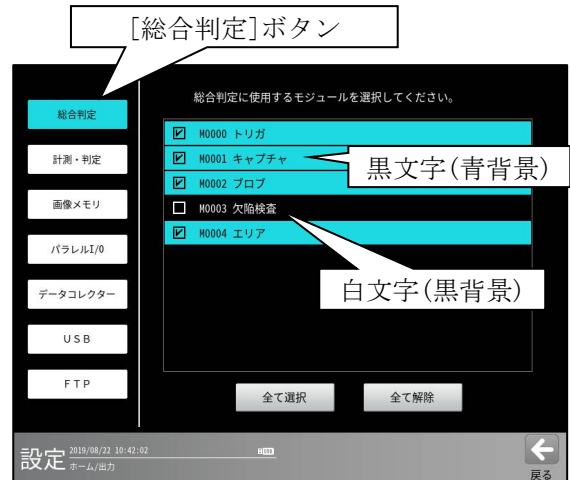 [総合判定]ボタン
総合判定に使用するモジュールを選択してください。
総合判定
計測・判定
画像メモリ
パラレルI/O
データコレクター
USB
FTP
M0000 トリガ
M0001 キャプチャ
M0002 ブロブ
M0003 欠陥検査
M0004 エリア
黒文字(青背景)
白文字(黒背景)
全て選択
全て解除
設定
2019/08/22 10:42:02
ホーム/出力
戻る